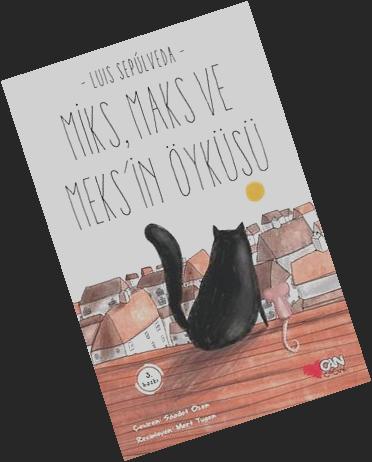 - LUIS SEPÚLVEDA -
MİKS, MAKS VE
MEKS'İN ÖYKÜSÜ
3.
baskı
Çeviren: Saadet Özen
Resimleyen: Mert Tugen
CAN